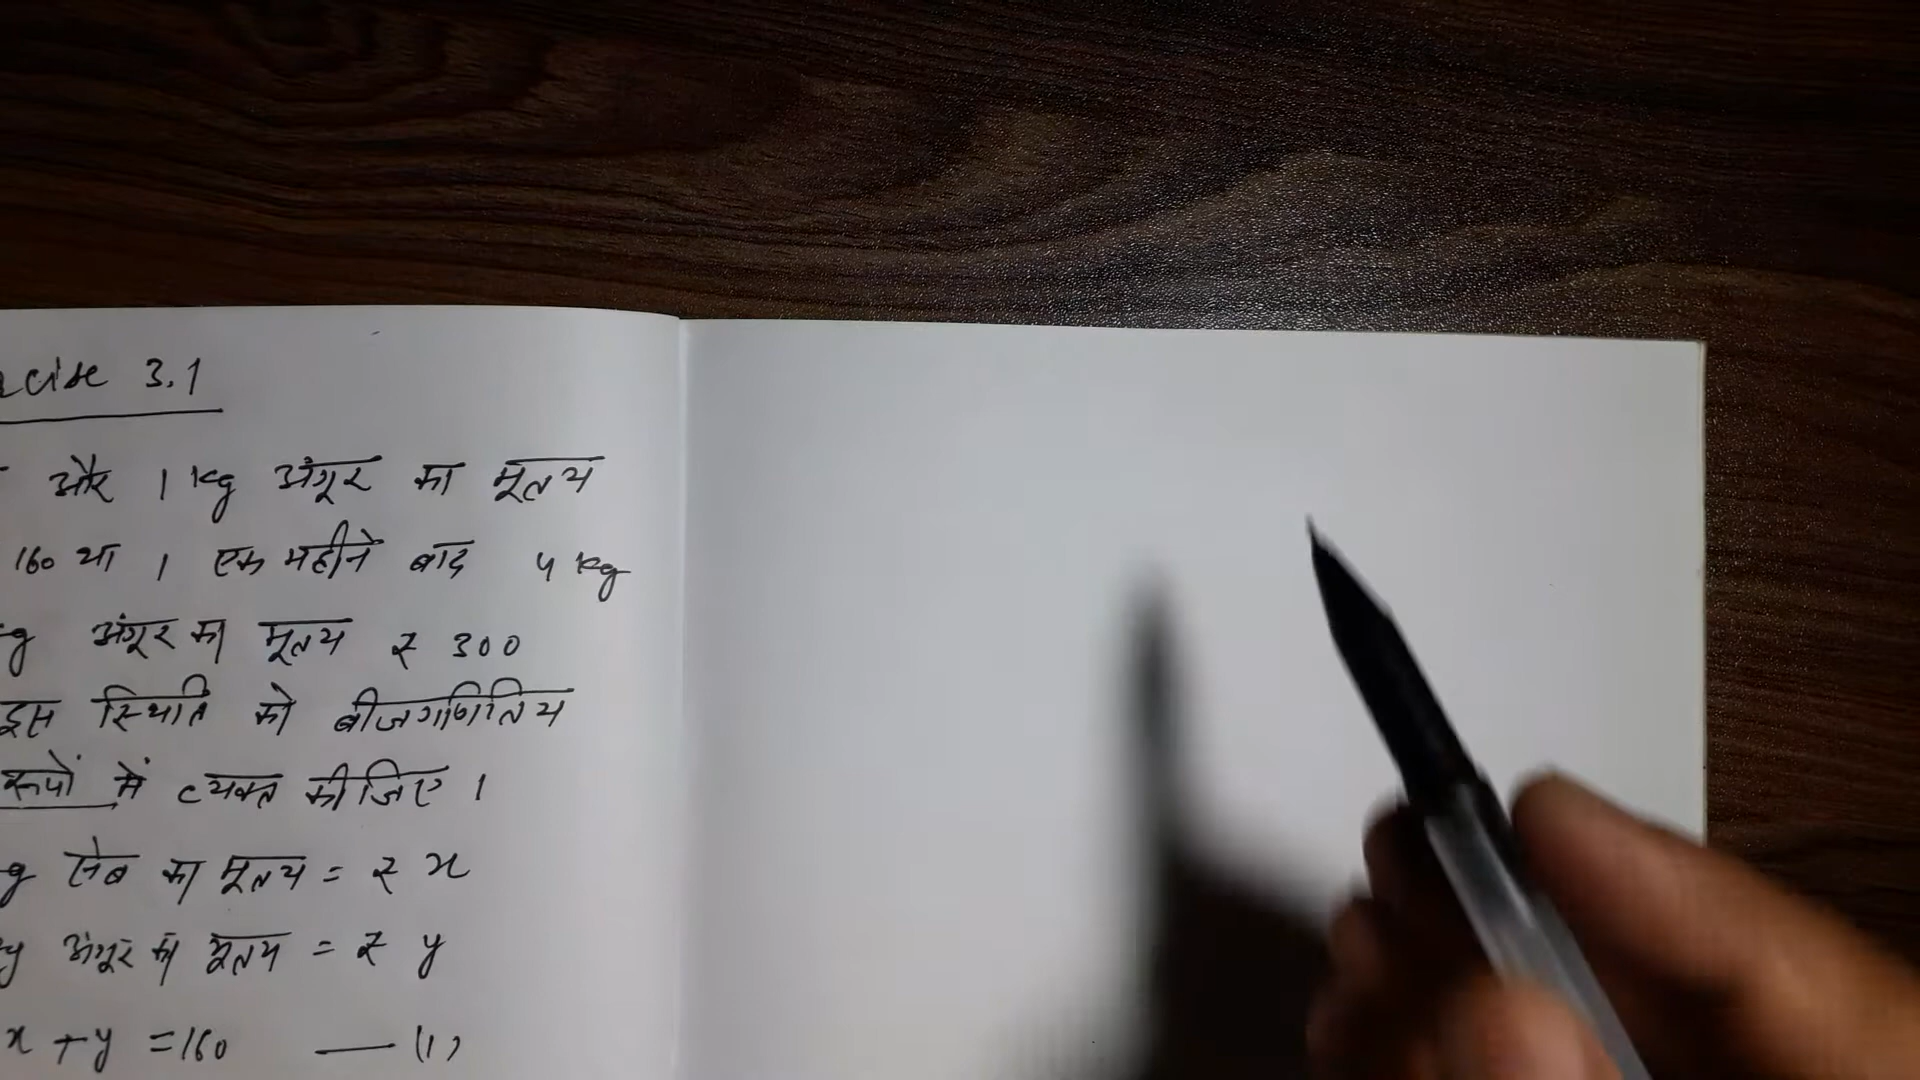 cise 3.1
और 1 kg अंगूर का मूल्य
160 था । एक महीने बाद 4 kg
g अंगूर का मूल्य ₹ 300
इस स्थिति को बीजगणितिय
रूपों में व्यक्त कीजिए ।
g सेब का मूल्य = ₹ x
g अंगूर का मूल्य = ₹ y
x + y = 160 — (1)